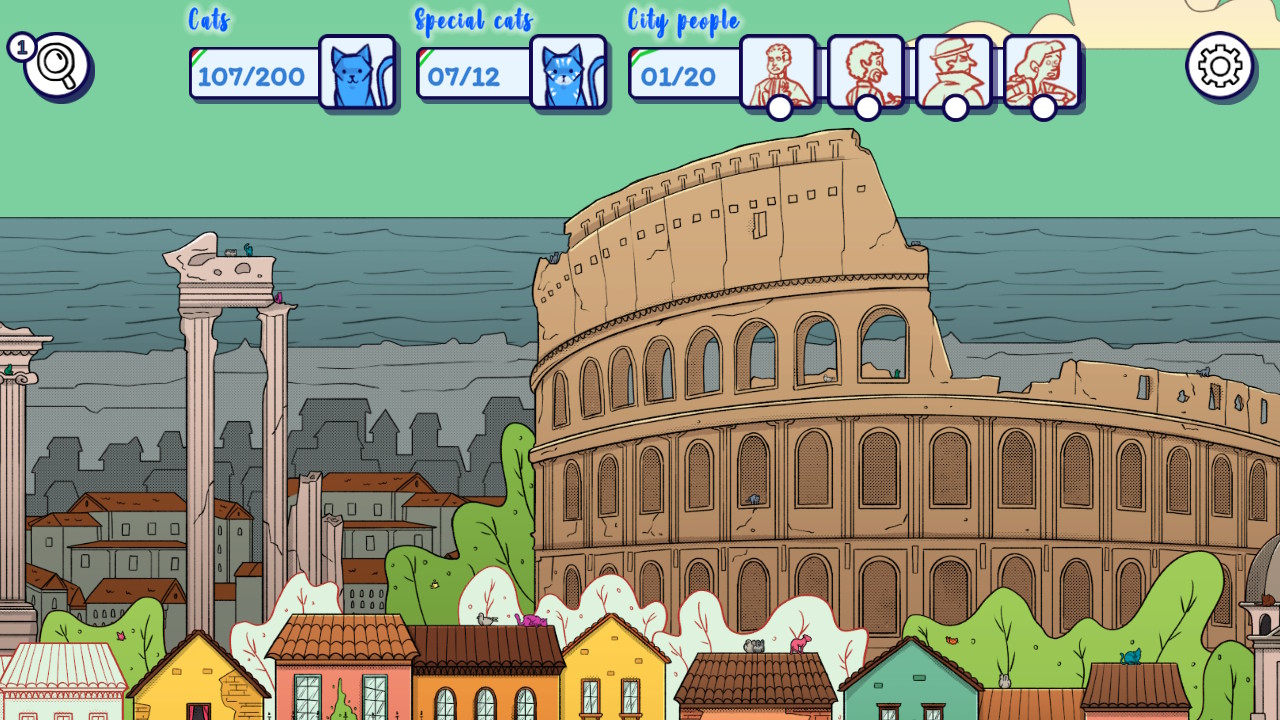 Cats
Special cats
City people
1
107/200
07/12
01/20